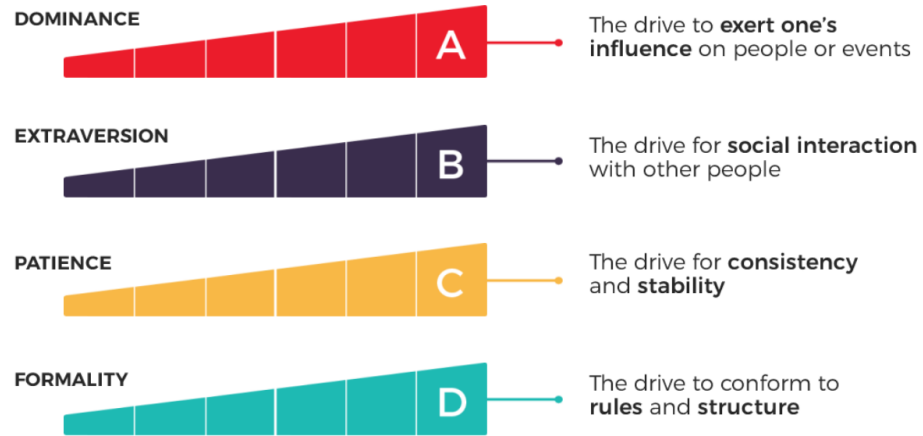 DOMINANCE
A
The drive to exert one’s
influence on people or events
EXTRAVERSION
B
The drive for social interaction
with other people
PATIENCE
C
The drive for consistency
and stability
FORMALITY
D
The drive to conform to
rules and structure